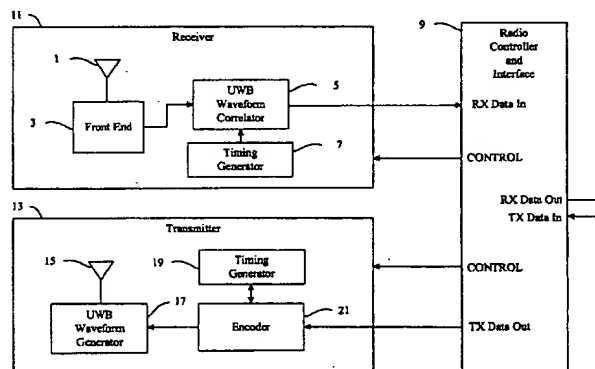 11
Receiver
1
3
Front End
UWB
Waveform
Correlator
5
Timing
Generator
7
9
Radio
Controller
and
Interface
RX Data In
CONTROL
RX Data Out
TX Data In
CONTROL
TX Data Out
13
Transmitter
15
19
Timing
Generator
UWB
Waveform
Generator
17
Encoder
21